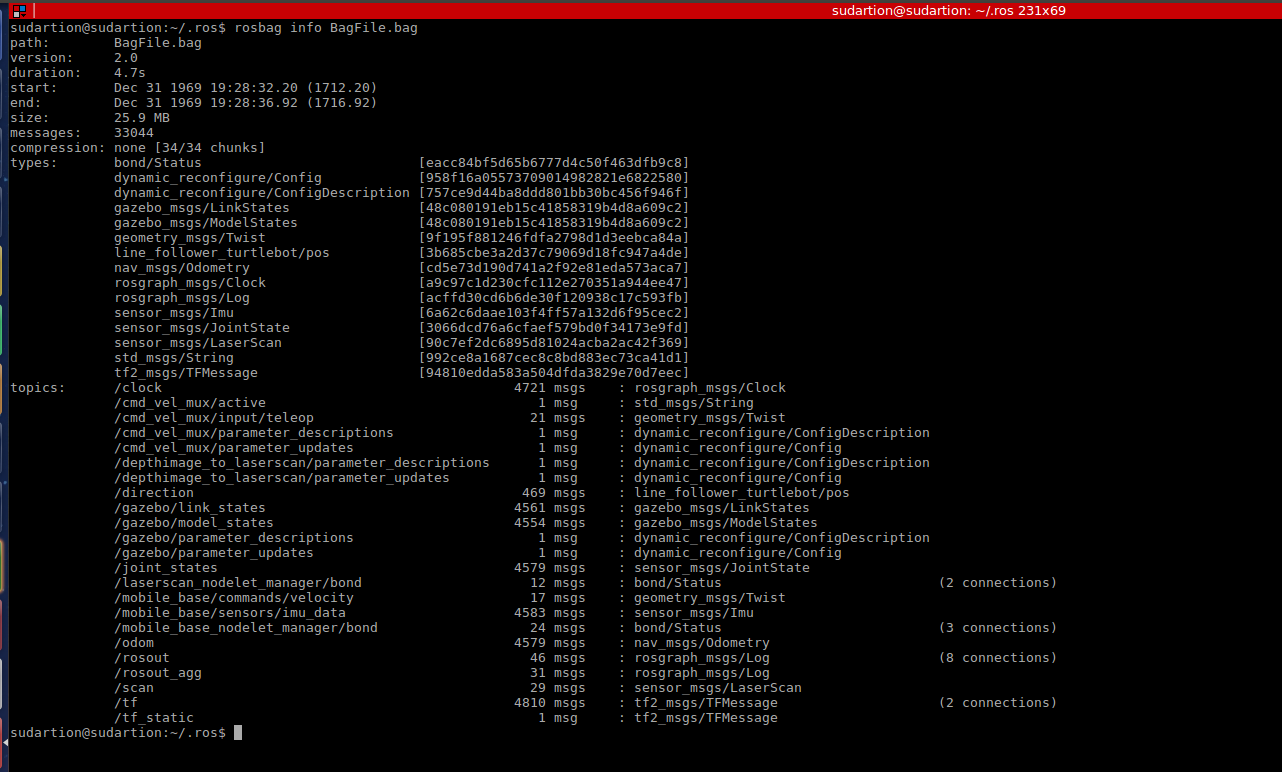 sudartion@sudartion: ~/.ros 231x69
sudartion@sudartion:~/.ros$ rosbag info BagFile.bag
path:        BagFile.bag
version:     2.0
duration:    4.7s
start:       Dec 31 1969 19:28:32.20 (1712.20)
end:         Dec 31 1969 19:28:36.92 (1716.92)
size:        25.9 MB
messages:    33044
compression: none [34/34 chunks]
types:       bond/Status                           [eacc84bf5d65b6777d4c50f463dfb9c8]
             dynamic_reconfigure/Config            [958f16a05573709014982821e6822580]
             dynamic_reconfigure/ConfigDescription [757ce9d44ba8ddd801bb30bc456f946f]
             gazebo_msgs/LinkStates                [48c080191eb15c41858319b4d8a609c2]
             gazebo_msgs/ModelStates               [48c080191eb15c41858319b4d8a609c2]
             geometry_msgs/Twist                   [9f195f881246fdfa2798d1d3eebca84a]
             line_follower_turtlebot/pos           [3b685cbe3a2d37c79069d18fc947a4de]
             nav_msgs/Odometry                     [cd5e73d190d741a2f92e81eda573aca7]
             rosgraph_msgs/Clock                   [a9c97c1d230cfc112e270351a944ee47]
             rosgraph_msgs/Log                     [acffd30cd6b6de30f120938c17c593fb]
             sensor_msgs/Imu                       [6a62c6daae103f4ff57a132d6f95cec2]
             sensor_msgs/JointState                [3066dcd76a6cfaef579bd0f34173e9fd]
             sensor_msgs/LaserScan                 [90c7ef2dc6895d81024acba2ac42f369]
             std_msgs/String                       [992ce8a1687cec8c8bd883ec73ca41d1]
             tf2_msgs/TFMessage                    [94810edda583a504dfda3829e70d7eec]
topics:      /clock                                            4721 msgs    : rosgraph_msgs/Clock
             /cmd_vel_mux/active                                  1 msg     : std_msgs/String
             /cmd_vel_mux/input/teleop                           21 msgs    : geometry_msgs/Twist
             /cmd_vel_mux/parameter_descriptions                  1 msg     : dynamic_reconfigure/ConfigDescription
             /cmd_vel_mux/parameter_updates                       1 msg     : dynamic_reconfigure/Config
             /depthimage_to_laserscan/parameter_descriptions      1 msg     : dynamic_reconfigure/ConfigDescription
             /depthimage_to_laserscan/parameter_updates           1 msg     : dynamic_reconfigure/Config
             /direction                                         469 msgs    : line_follower_turtlebot/pos
             /gazebo/link_states                               4561 msgs    : gazebo_msgs/LinkStates
             /gazebo/model_states                              4554 msgs    : gazebo_msgs/ModelStates
             /gazebo/parameter_descriptions                       1 msg     : dynamic_reconfigure/ConfigDescription
             /gazebo/parameter_updates                            1 msg     : dynamic_reconfigure/Config
             /joint_states                                     4579 msgs    : sensor_msgs/JointState
             /laserscan_nodelet_manager/bond                     12 msgs    : bond/Status                           (2 connections)
             /mobile_base/commands/velocity                      17 msgs    : geometry_msgs/Twist
             /mobile_base/sensors/imu_data                     4583 msgs    : sensor_msgs/Imu
             /mobile_base_nodelet_manager/bond                   24 msgs    : bond/Status                           (3 connections)
             /odom                                             4579 msgs    : nav_msgs/Odometry
             /rosout                                             46 msgs    : rosgraph_msgs/Log                     (8 connections)
             /rosout_agg                                         31 msgs    : rosgraph_msgs/Log
             /scan                                               29 msgs    : sensor_msgs/LaserScan
             /tf                                               4810 msgs    : tf2_msgs/TFMessage                    (2 connections)
             /tf_static                                           1 msg     : tf2_msgs/TFMessage
sudartion@sudartion:~/.ros$